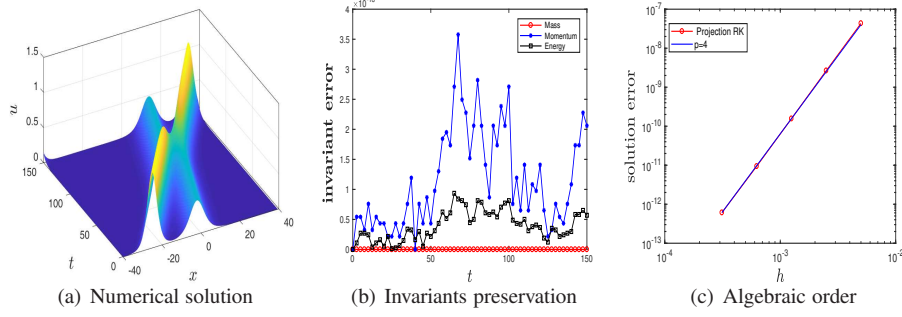 1.5
1
0.5
0
u
150
100
50
0
t
-40
-20
0
20
40
x
(a) Numerical solution
4
3.5
3
2.5
2
1.5
1
0.5
0
invariant error
Mass
Momentum
Energy
0
50
100
150
t
(b) Invariants preservation
10^-7
10^-8
10^-9
10^-10
10^-11
10^-12
10^-13
solution error
Projection RK
p=4
10^-4
10^-3
10^-2
h
(c) Algebraic order